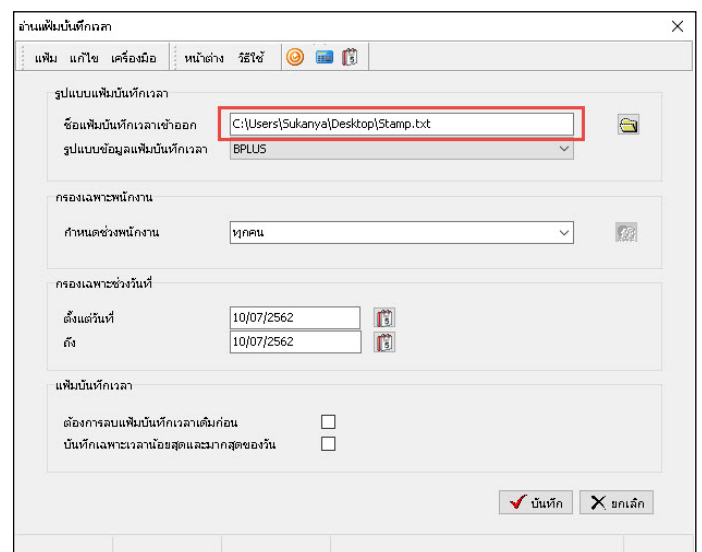 อ่านแฟ้มบันทึกเวลา
แฟ้ม แก้ไข เครื่องมือ หน้าต่าง วิธีใช้
รูปแบบแฟ้มบันทึกเวลา
ชื่อแฟ้มบันทึกเวลาเข้าออก C:\Users\Sukanya\Desktop\Stamp.txt
รูปแบบข้อมูลแฟ้มบันทึกเวลา BPLUS
กรองเฉพาะพนักงาน
กำหนดช่วงพนักงาน ทุกคน
กรองเฉพาะช่วงวันที่
ตั้งแต่วันที่ 10/07/2562
ถึง 10/07/2562
แฟ้มบันทึกเวลา
ต้องการลบแฟ้มบันทึกเวลาเดิมก่อน
บันทึกเฉพาะเวลาน้อยสุดและมากสุดของวัน
บันทึก ยกเลิก